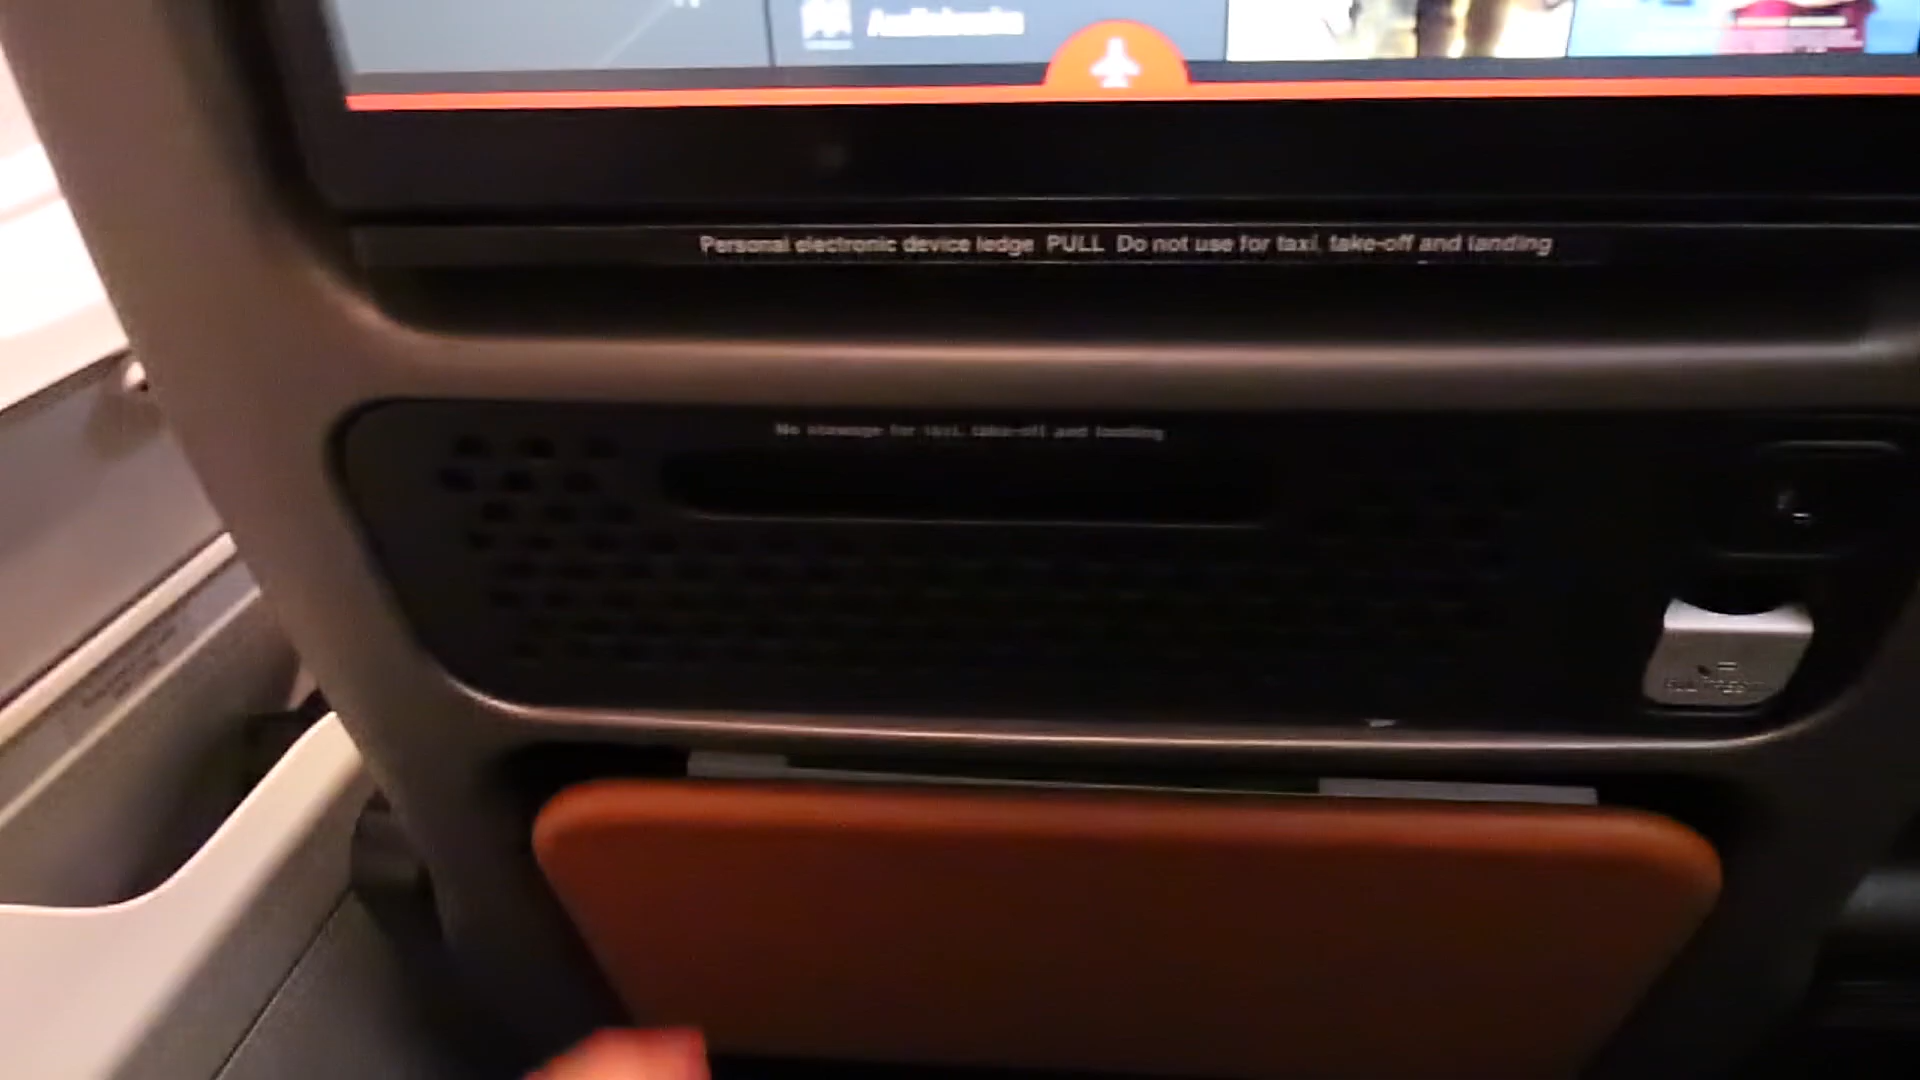 Audiobooks
Personal electronic device ledge PULL Do not use for taxi, take-off and landing
No stowage for taxi, take-off and landing